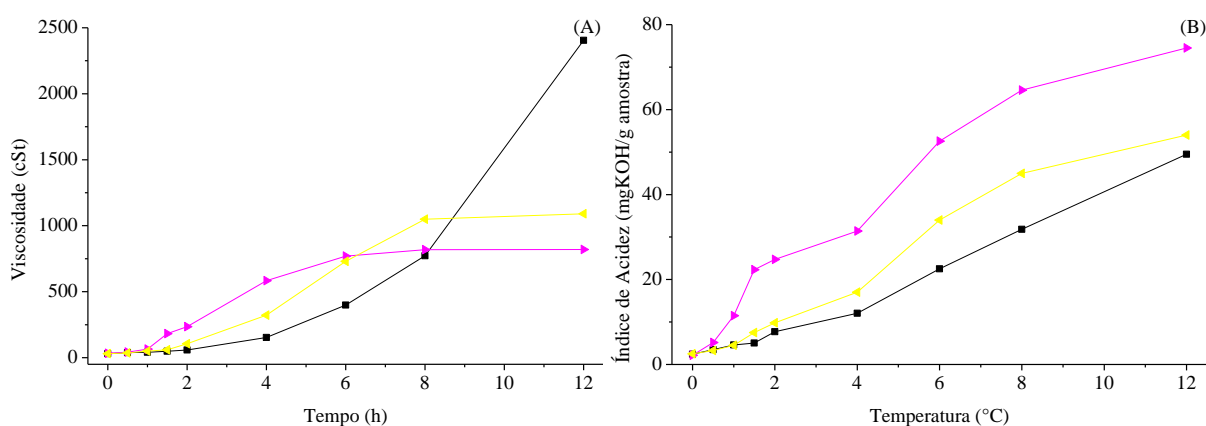 (A)
Viscosidade (cSt)
2500
2000
1500
1000
500
0
0 2 4 6 8 10 12
Tempo (h)
(B)
Índice de Acidez (mgKOH/g amostra)
80
60
40
20
0
0 2 4 6 8 10 12
Temperatura (°C)